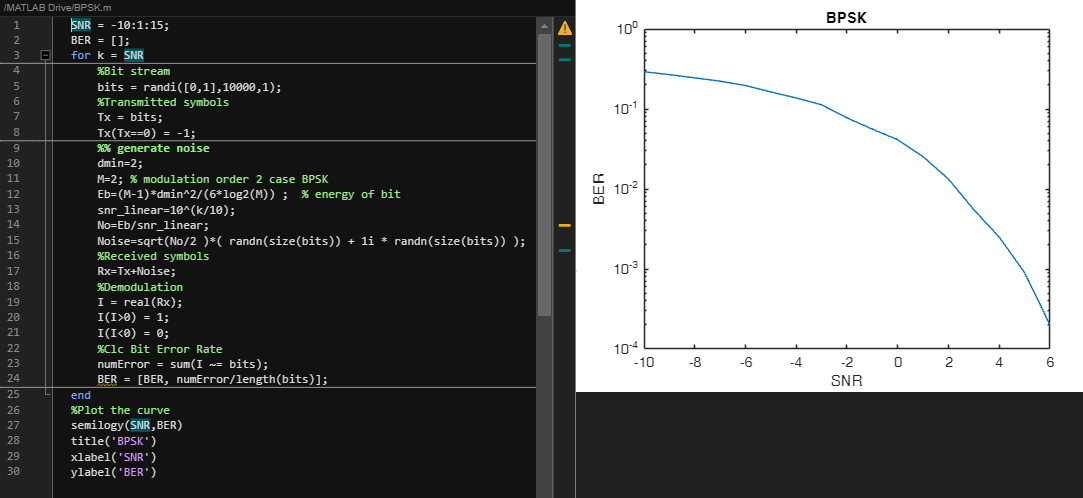 /MATLAB Drive/BPSK.m
1 SNR = -10:1:15;
2 BER = [];
3 for k = SNR
4 %Bit stream
5 bits = randi([0,1],10000,1);
6 %Transmitted symbols
7 Tx = bits;
8 Tx(Tx==0) = -1;
9 %% generate noise
10 dmin=2;
11 M=2; % modulation order 2 case BPSK
12 Eb=(M-1)*dmin^2/(6*log2(M)) ; % energy of bit
13 snr_linear=10^(k/10);
14 No=Eb/snr_linear;
15 Noise=sqrt(No/2 )*( randn(size(bits)) + 1i * randn(size(bits)) );
16 %Received symbols
17 Rx=Tx+Noise;
18 %Demodulation
19 I = real(Rx);
20 I(I>0) = 1;
21 I(I<0) = 0;
22 %Clc Bit Error Rate
23 numError = sum(I ~= bits);
24 BER = [BER, numError/length(bits)];
25 end
26 %Plot the curve
27 semilogy(SNR,BER)
28 title('BPSK')
29 xlabel('SNR')
30 ylabel('BER')
BPSK
10^0
10^-1
10^-2
10^-3
10^-4
BER
-10 -8 -6 -4 -2 0 2 4 6
SNR